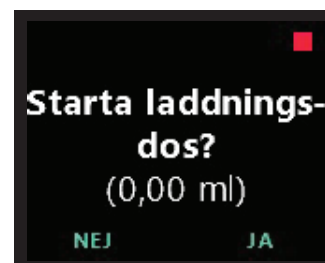 Starta laddnings-
dos?
(0,00 ml)
NEJ JA